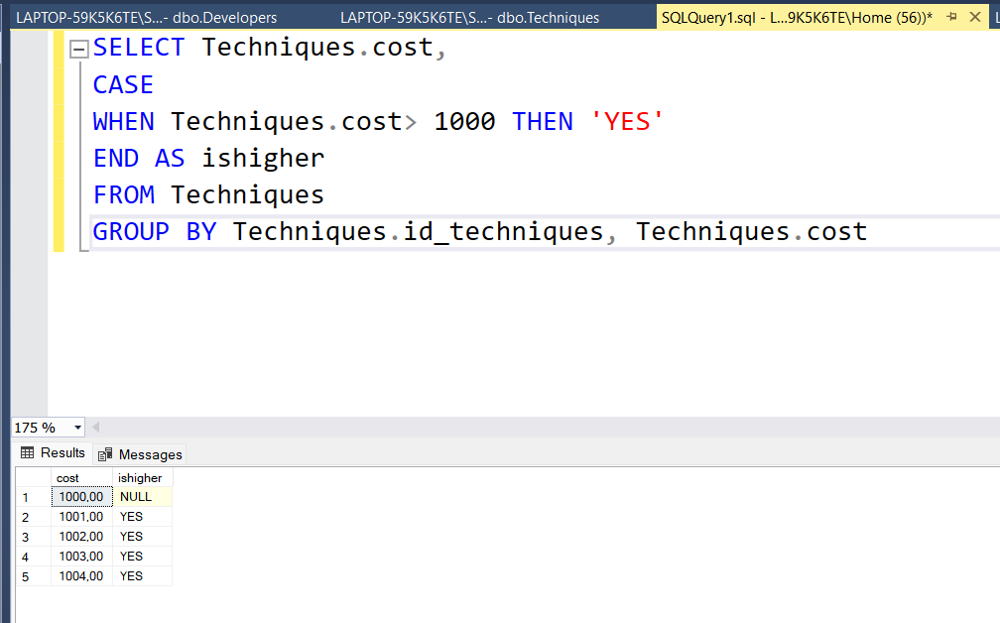 LAPTOP-59K5K6TE\S...- dbo.Developers LAPTOP-59K5K6TE\S...- dbo.Techniques SQLQuery1.sql - L...9K5K6TE\Home (56))*
SELECT Techniques.cost,
CASE
WHEN Techniques.cost> 1000 THEN 'YES'
END AS ishigher
FROM Techniques
GROUP BY Techniques.id_techniques, Techniques.cost
175 %
Results Messages
cost ishigher
1 1000,00 NULL
2 1001,00 YES
3 1002,00 YES
4 1003,00 YES
5 1004,00 YES